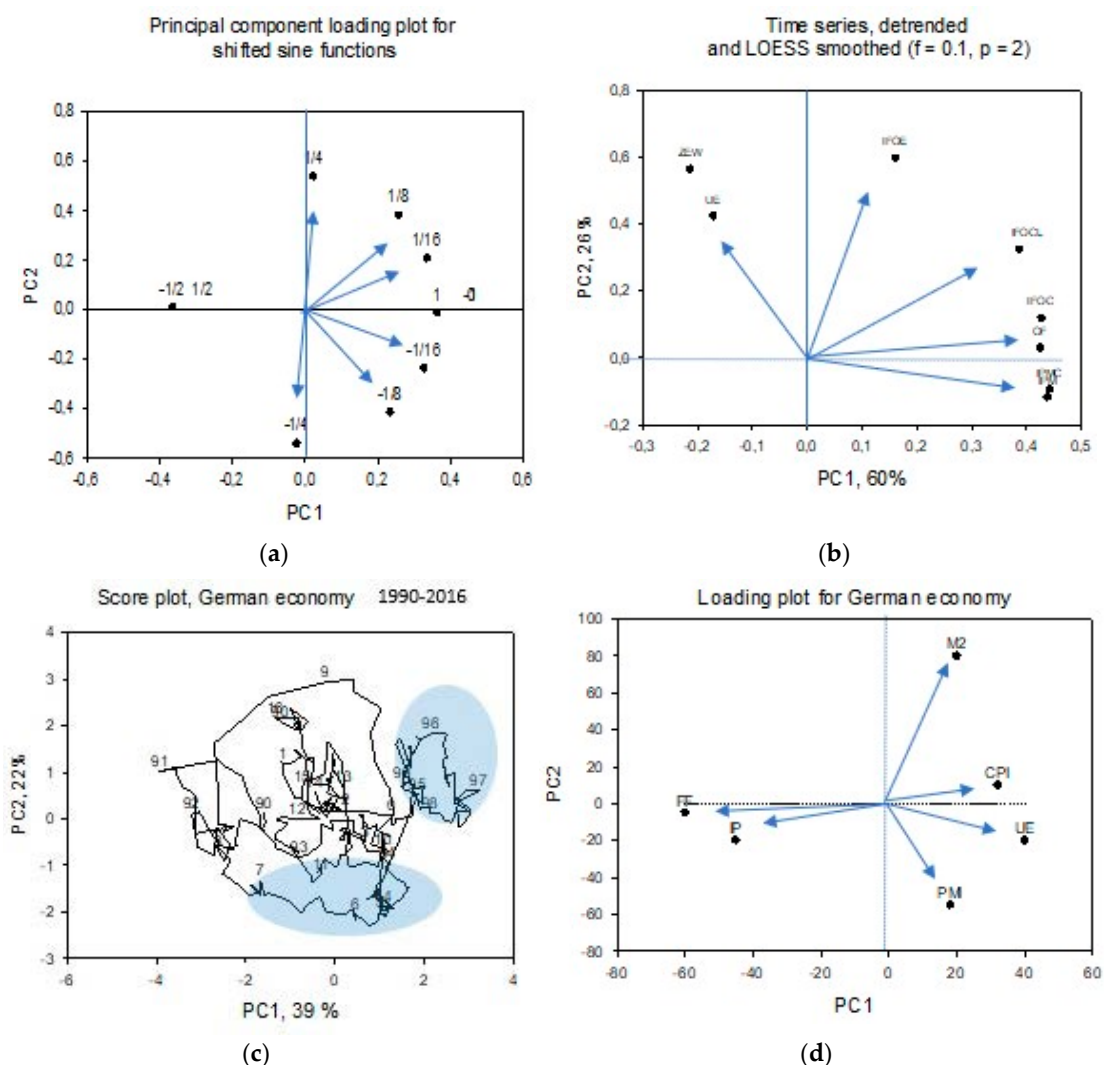 Principal component loading plot for
shifted sine functions
0,8
0,6
0,4
0,2
0,0
-0,2
-0,4
-0,6
PC2
1/4
1/8
1/16
-1/2 1/2
1
-1/16
-1/8
-1/4
-0,6 -0,4 -0,2 0,0 0,2 0,4 0,6
PC1
(a)
Time series, detrended
and LOESS smoothed (f = 0.1, p = 2)
0,8
0,6
0,4
0,2
0,0
-0,2
PC2, 26%
ZEW
IFOE
UE
IFOCL
IFOC
OF
-0,3 -0,2 -0,1 0,0 0,1 0,2 0,3 0,4 0,5
PC1, 60%
(b)
Score plot, German economy 1990-2016
4
3
2
1
0
-1
-2
-3
PC2, 22%
9
96
1
91
97
92
90
98
12
93
11
7
6
-6 -4 -2 0 2 4
PC1, 39 %
(c)
Loading plot for German economy
100
80
60
40
20
0
-20
-40
-60
-80
PC2
M2
CPI
FF
IP
UE
PMI
-80 -60 -40 -20 0 20 40 60
PC1
(d)